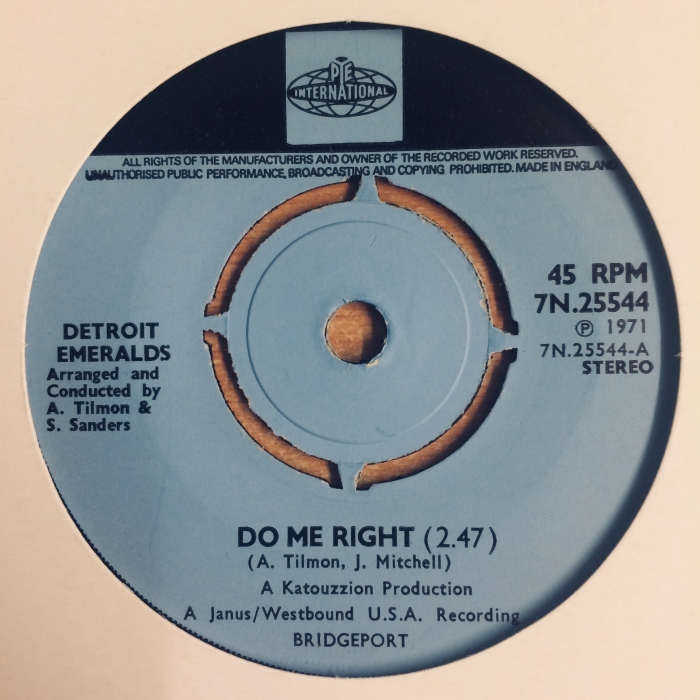 PYE
INTERNATIONAL
ALL RIGHTS OF THE MANUFACTURERS AND OWNER OF THE RECORDED WORK RESERVED.
UNAUTHORISED PUBLIC PERFORMANCE, BROADCASTING AND COPYING PROHIBITED. MADE IN ENGLAND
45 RPM
7N.25544
Ⓟ 1971
7N.25544-A
STEREO
DETROIT
EMERALDS
Arranged and
Conducted by
A. Tilmon &
S. Sanders
DO ME RIGHT (2.47)
(A. Tilmon, J. Mitchell)
A Katouzzion Production
A Janus/Westbound U.S.A. Recording
BRIDGEPORT